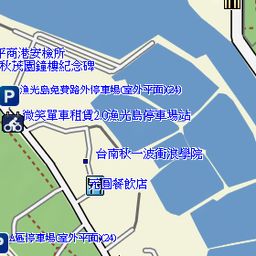 平商港安檢所
秋茂園鐘樓紀念碑
漁光島免費路外停車場(室外平面)(24)
微笑單車租賃2.0漁光島停車場站
台南秋一波衝浪學院
元圓餐飲店
區停車場(室外平面)(24)